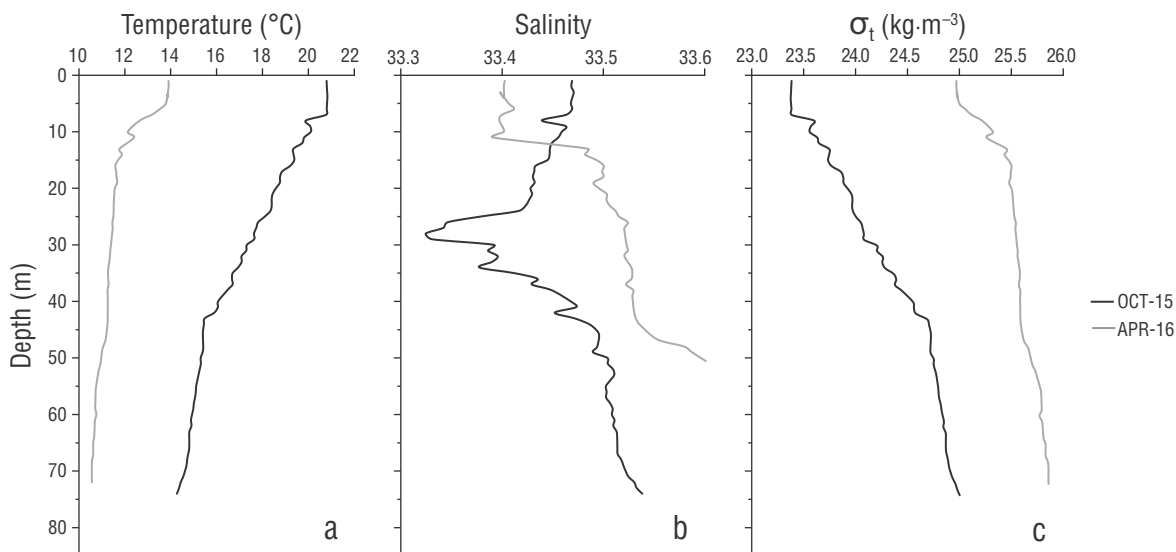 Temperature (°C)
10 12 14 16 18 20 22
Salinity
33.3 33.4 33.5 33.6
σt (kg·m–3)
23.0 23.5 24.0 24.5 25.0 25.5 26.0
Depth (m)
0
10
20
30
40
50
60
70
80
a
b
c
OCT-15
APR-16